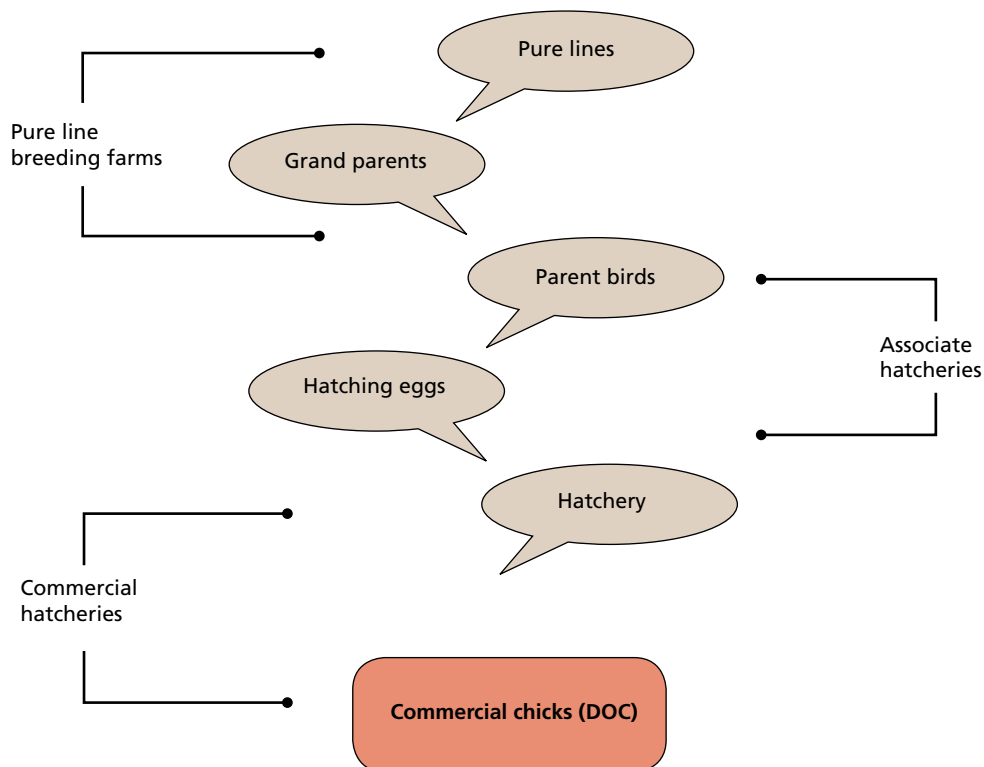 Pure lines
Pure line
breeding farms
Grand parents
Parent birds
Associate
hatcheries
Hatching eggs
Hatchery
Commercial
hatcheries
Commercial chicks (DOC)